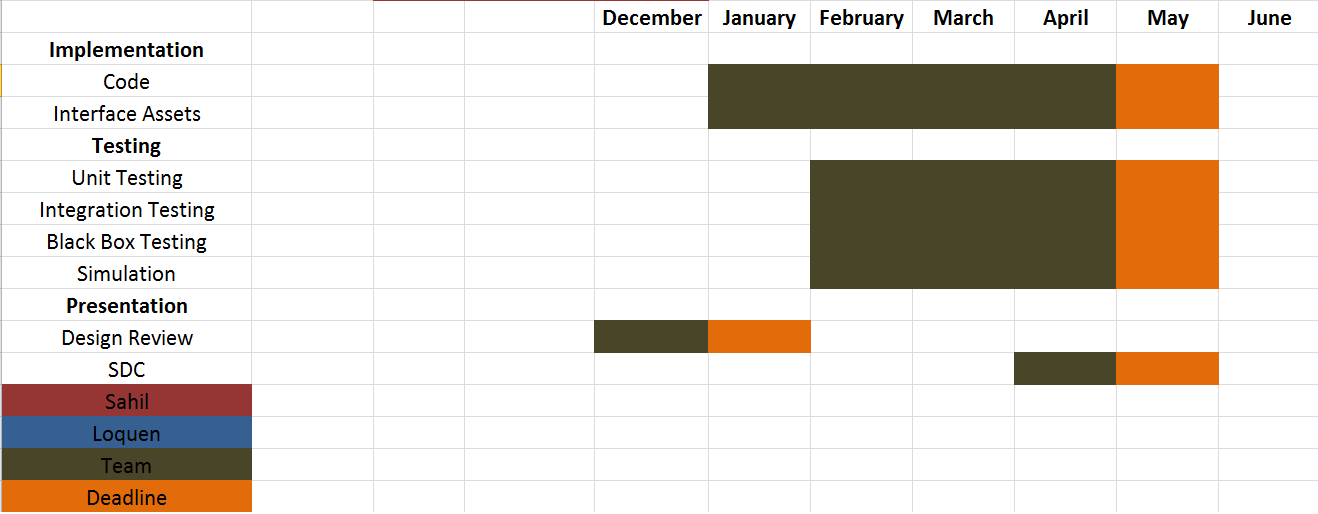 December January February March April May June
Implementation
Code
Interface Assets
Testing
Unit Testing
Integration Testing
Black Box Testing
Simulation
Presentation
Design Review
SDC
Sahil
Loquen
Team
Deadline